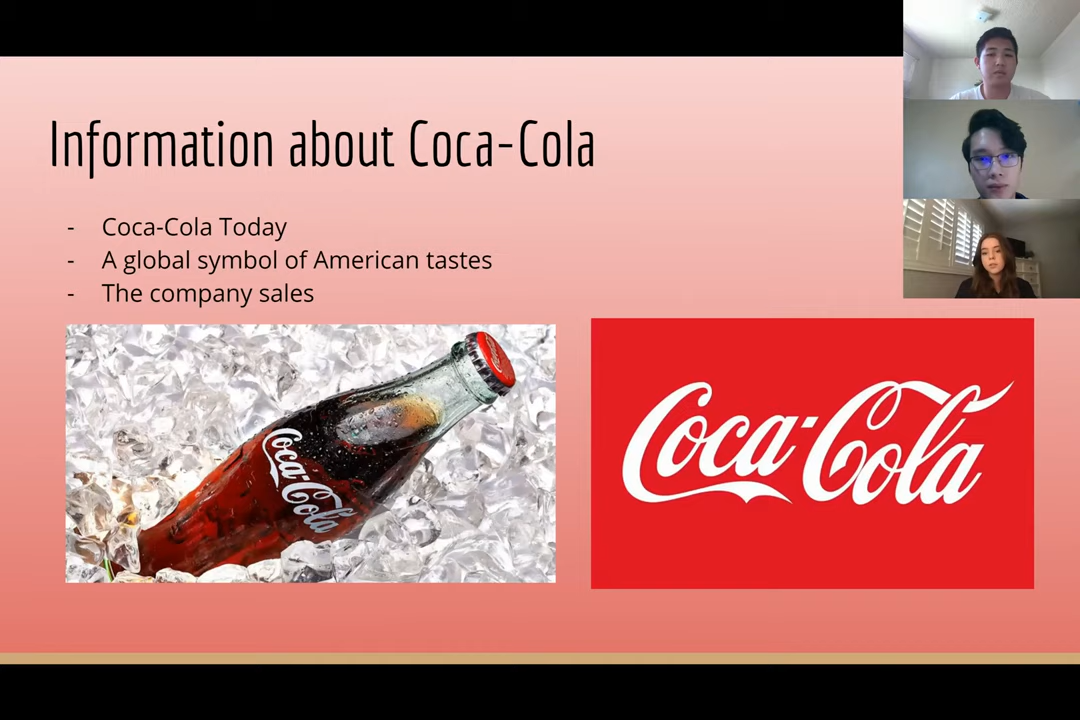 Information about Coca-Cola
- Coca-Cola Today
- A global symbol of American tastes
- The company sales
Coca-Cola
Coca-Cola